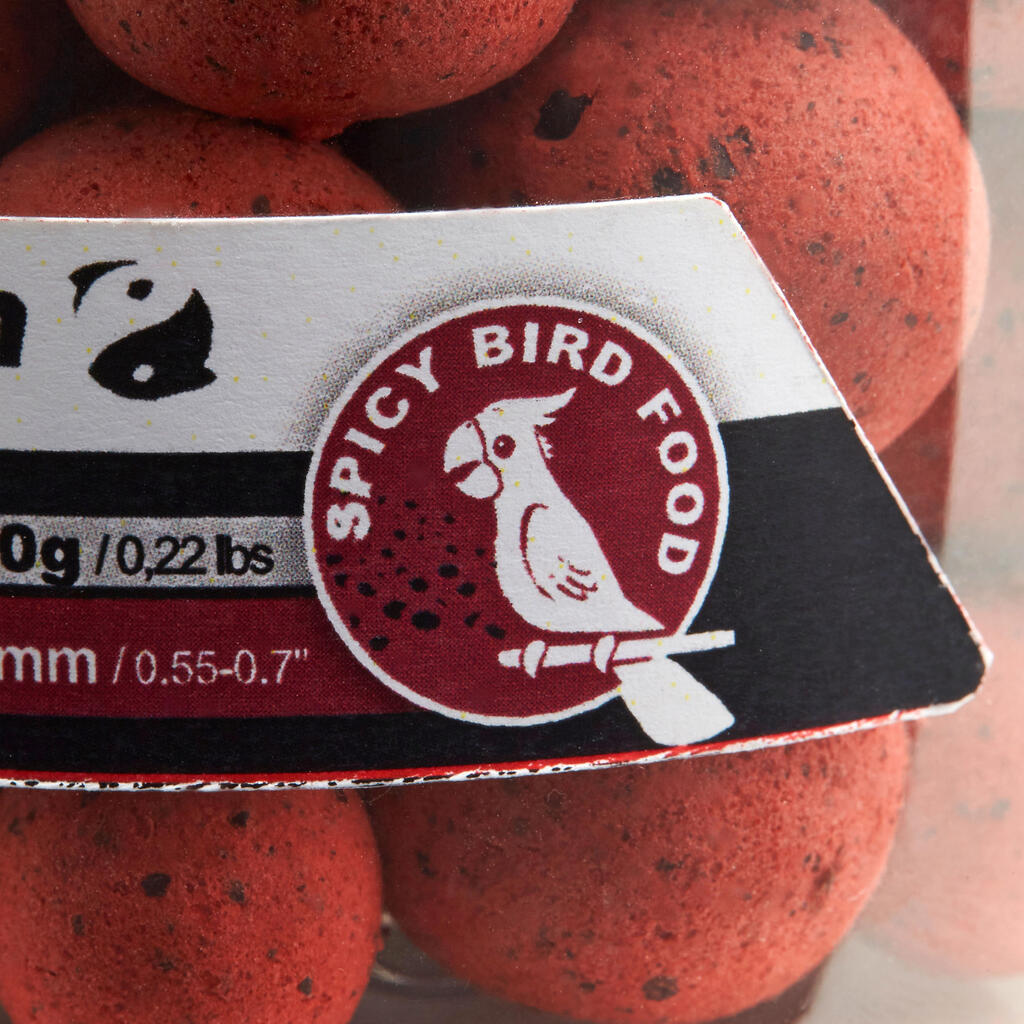 SPICY BIRD FOOD
0g / 0,22 lbs
mm / 0.55-0.7"